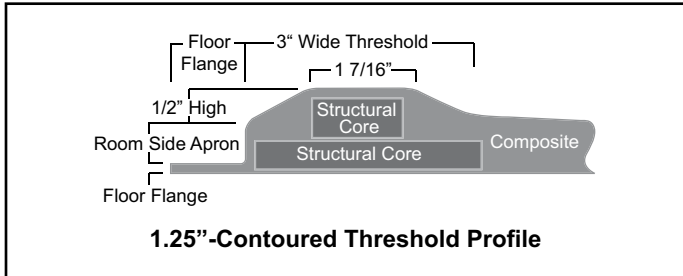 Floor
Flange
3“ Wide Threshold
1 7/16”
1/2” High
Structural
Core
Room Side Apron
Structural Core
Composite
Floor Flange
1.25”-Contoured Threshold Profile